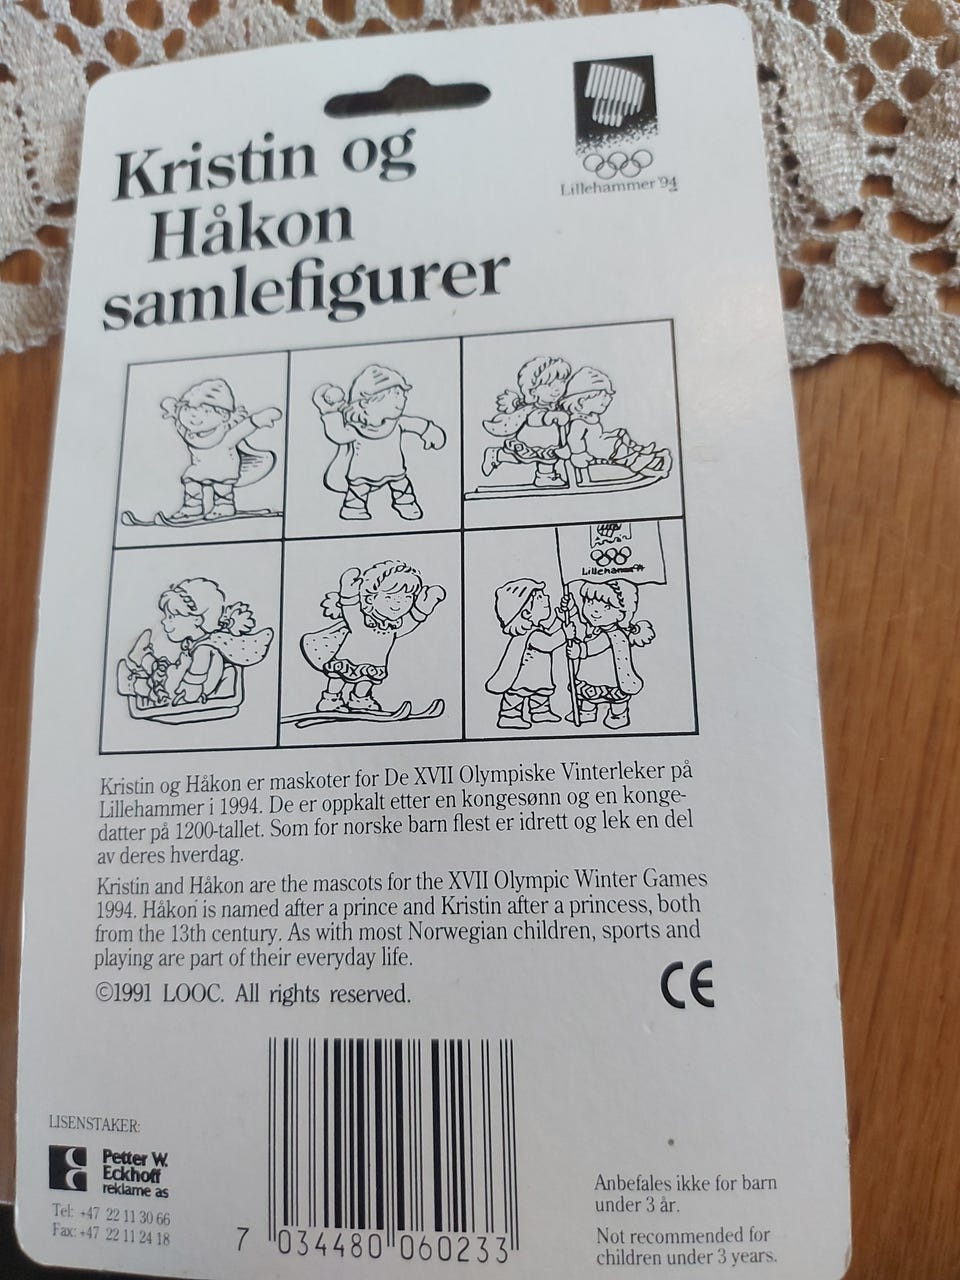 Kristin og
Håkon
samlefigurer
Lillehammer '94
Lillehammer '94
Kristin og Håkon er maskoter for De XVII Olympiske Vinterleker på
Lillehammer i 1994. De er oppkalt etter en kongesønn og en konge-
datter på 1200-tallet. Som for norske barn flest er idrett og lek en del
av deres hverdag.
Kristin and Håkon are the mascots for the XVII Olympic Winter Games
1994. Håkon is named after a prince and Kristin after a princess, both
from the 13th century. As with most Norwegian children, sports and
playing are part of their everyday life.
©1991 LOOC. All rights reserved.
CE
LISENSTAKER:
Petter W.
Eckhoff
reklame as
Tel: +47 22 11 30 66
Fax: +47 22 11 24 18
7 034480 060233
Anbefales ikke for barn
under 3 år.
Not recommended for
children under 3 years.